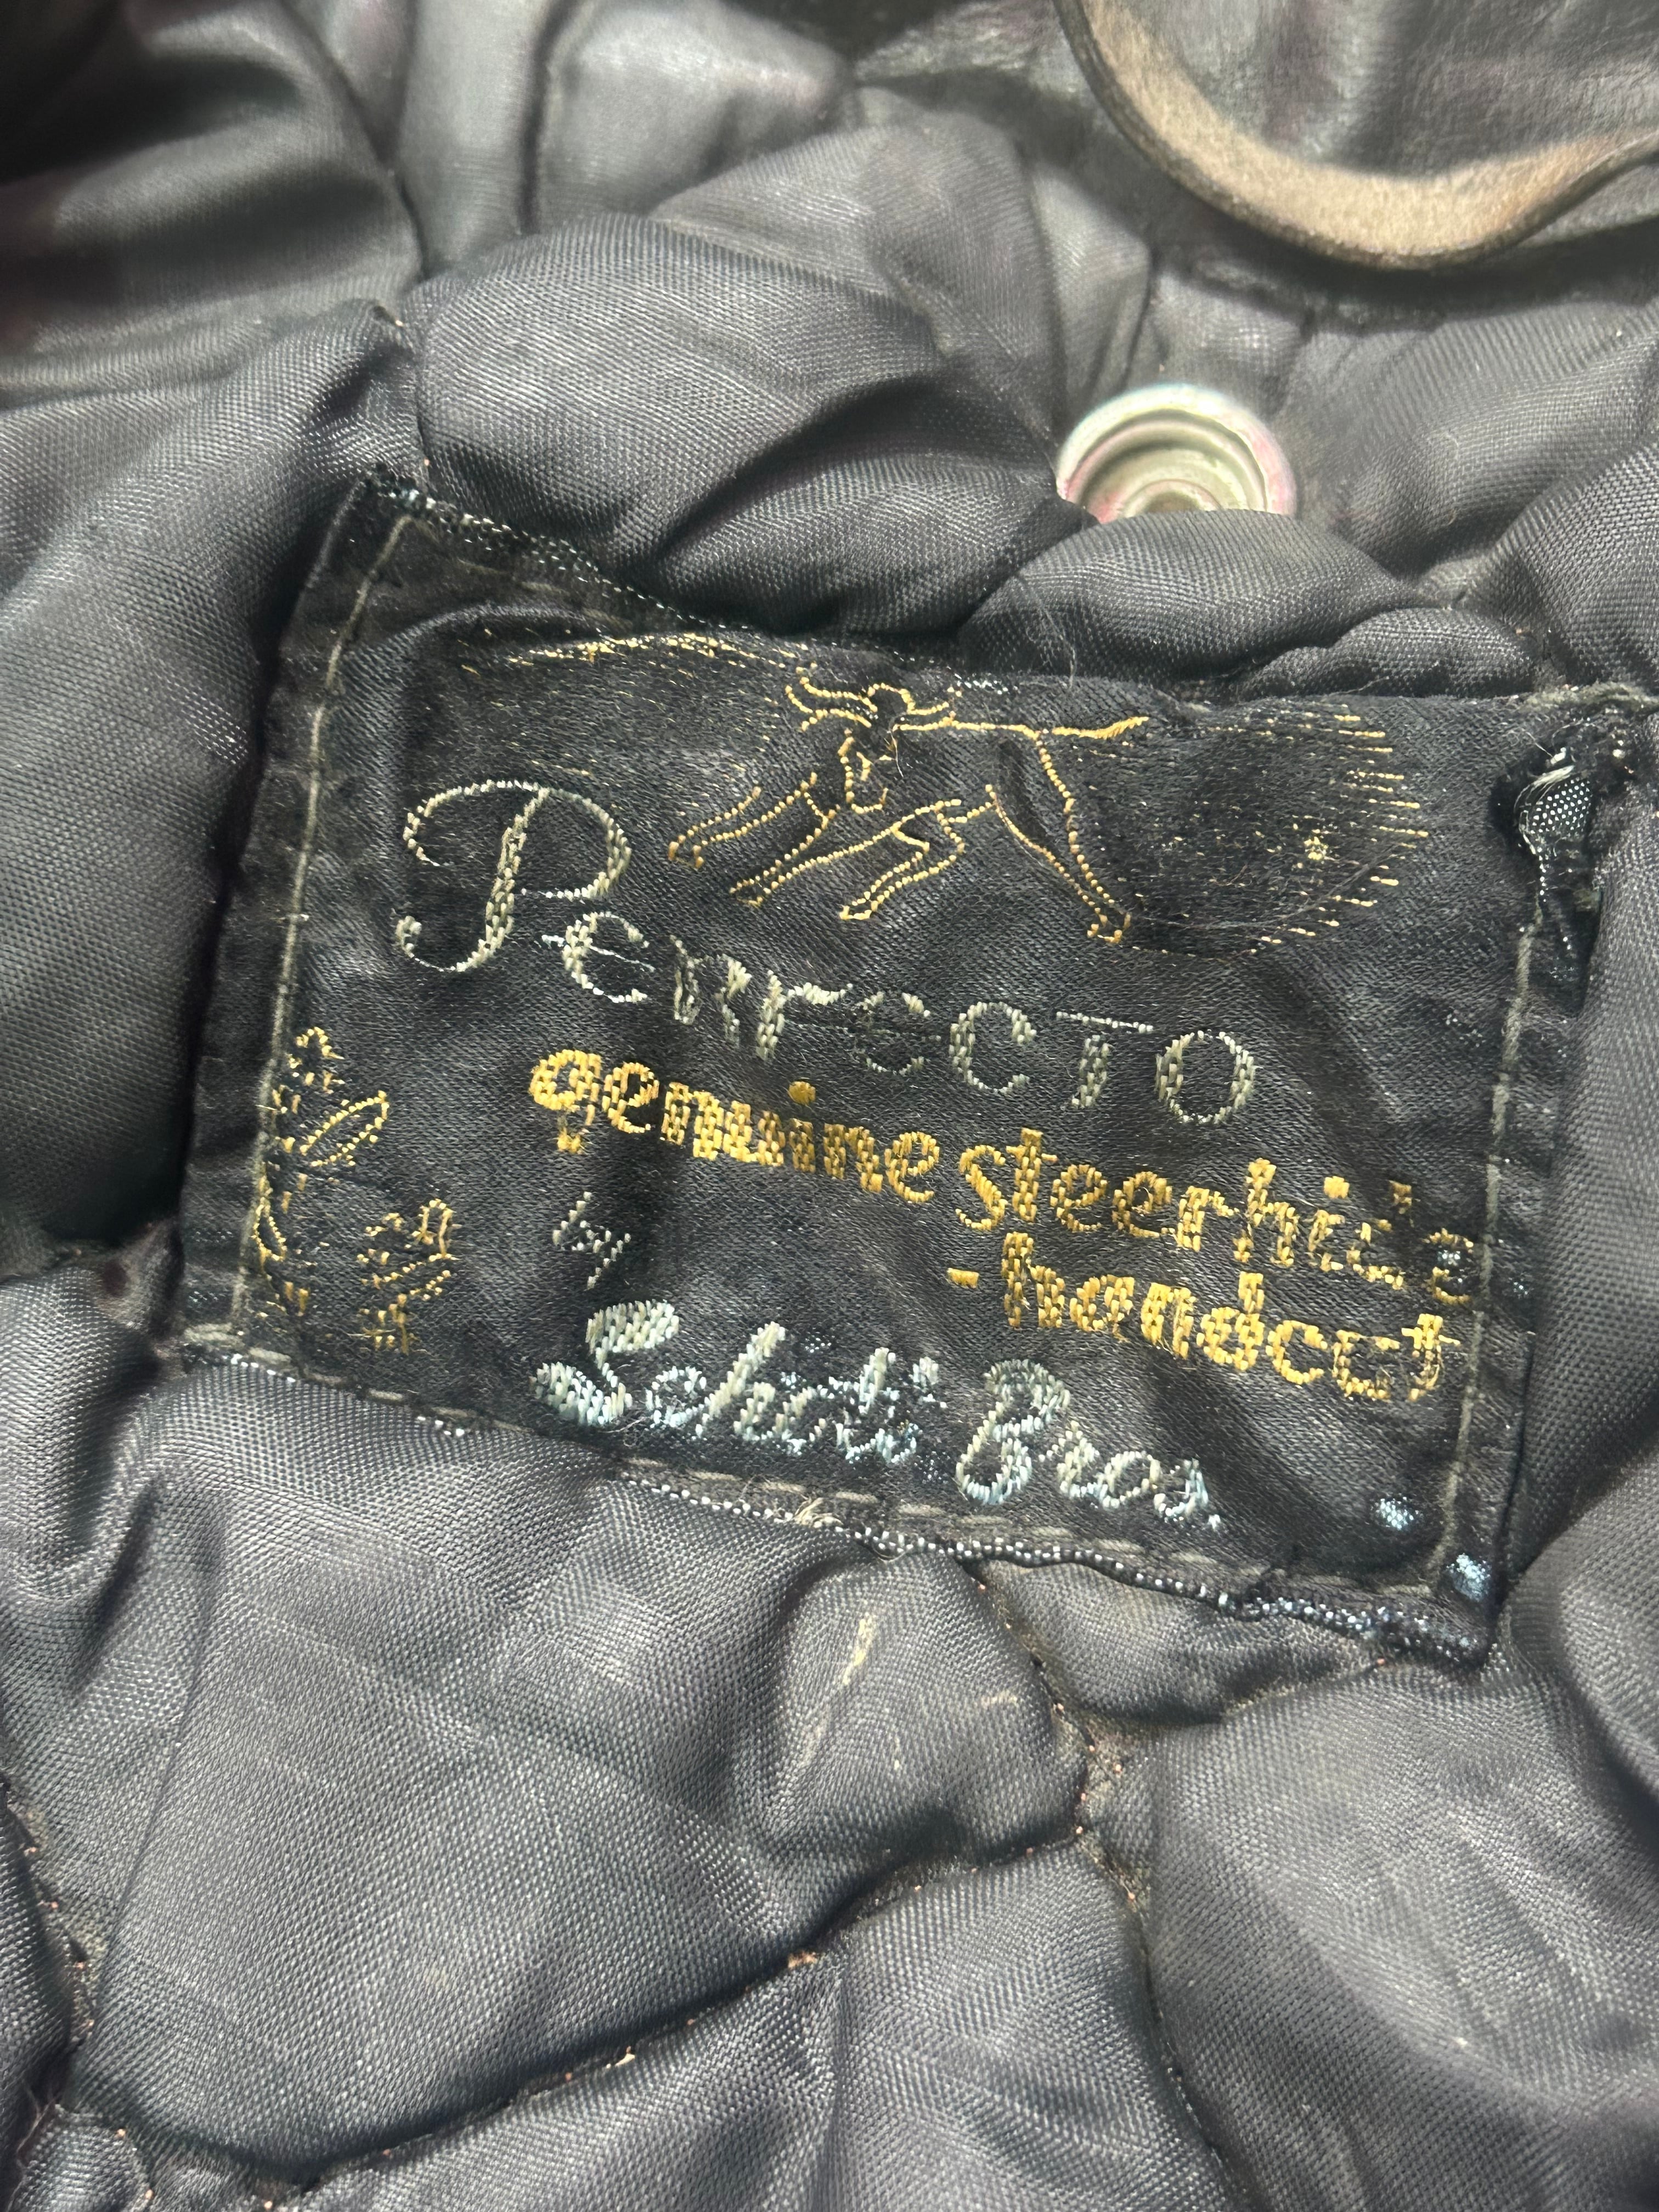 Perfecto
genuine steerhide
-handcut
by
Schott Bros.